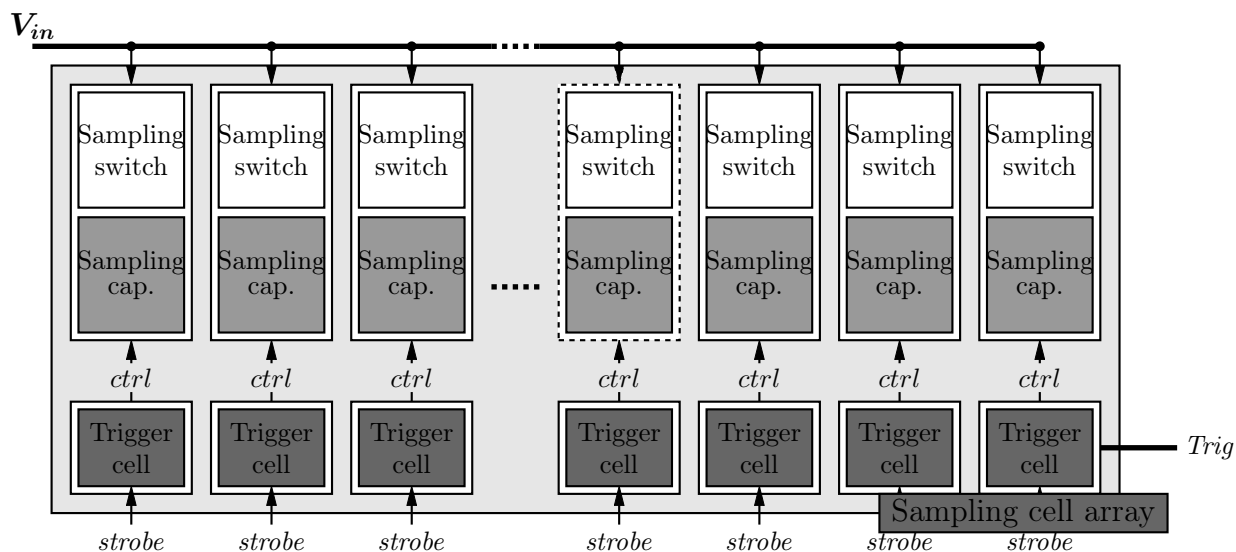 V_in
Sampling switch
Sampling switch
Sampling switch
Sampling switch
Sampling switch
Sampling switch
Sampling switch
Sampling cap.
Sampling cap.
Sampling cap.
Sampling cap.
Sampling cap.
Sampling cap.
Sampling cap.
ctrl ctrl ctrl ctrl ctrl ctrl ctrl
Trigger cell
Trigger cell
Trigger cell
Trigger cell
Trigger cell
Trigger cell
Trigger cell
Trig
Sampling cell array
strobe strobe strobe strobe strobe strobe strobe